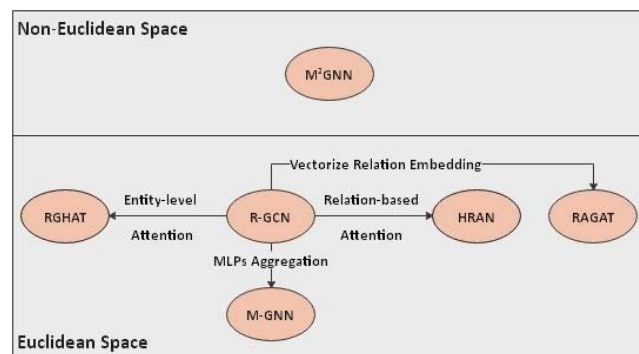 Non-Euclidean Space
M²GNN
Vectorize Relation Embedding
RGHAT
Entity-level
Attention
R-GCN
Relation-based
Attention
HRAN
RAGAT
MLPs Aggregation
M-GNN
Euclidean Space